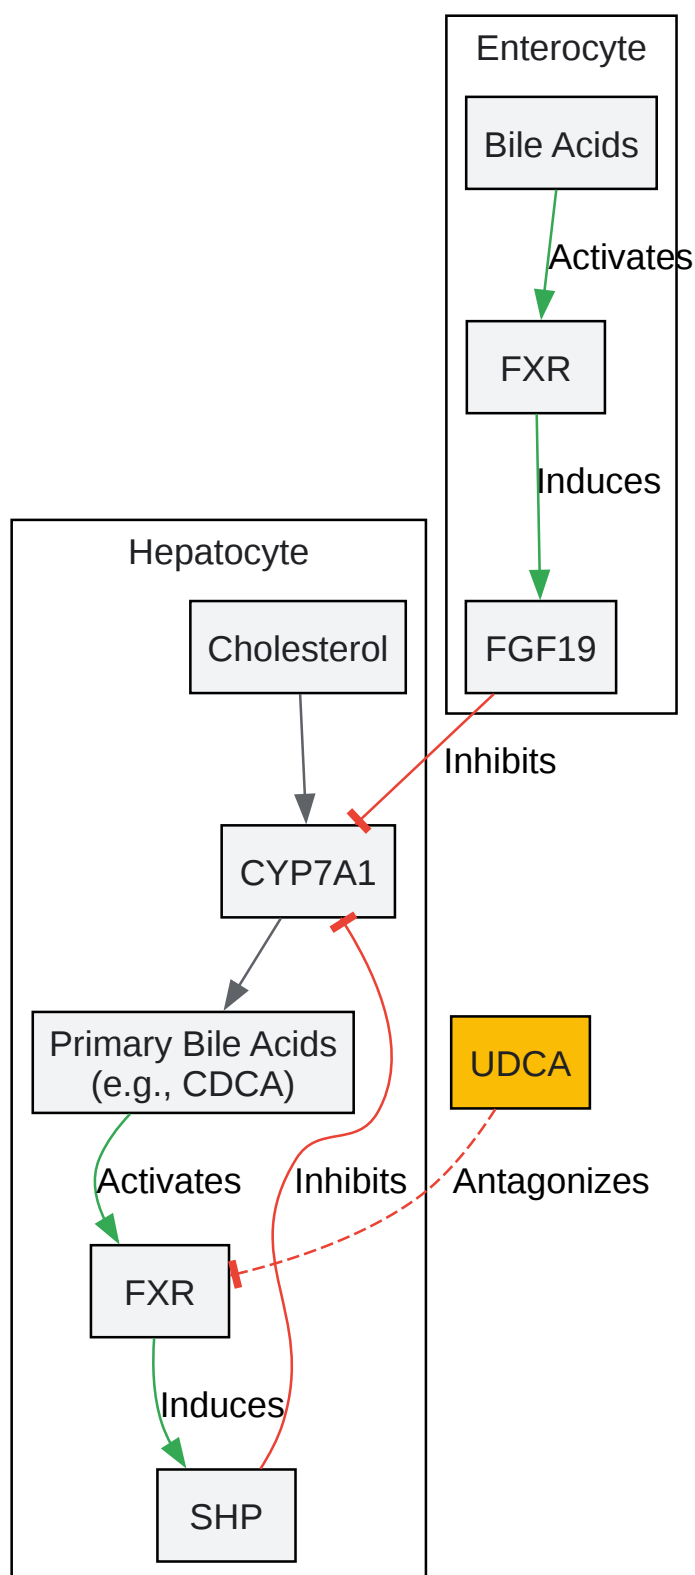 Enterocyte
Bile Acids
Activates
FXR
Induces
FGF19
Hepatocyte
Cholesterol
Inhibits
CYP7A1
Primary Bile Acids
(e.g., CDCA)
UDCA
Activates
Inhibits
Antagonizes
FXR
Induces
SHP